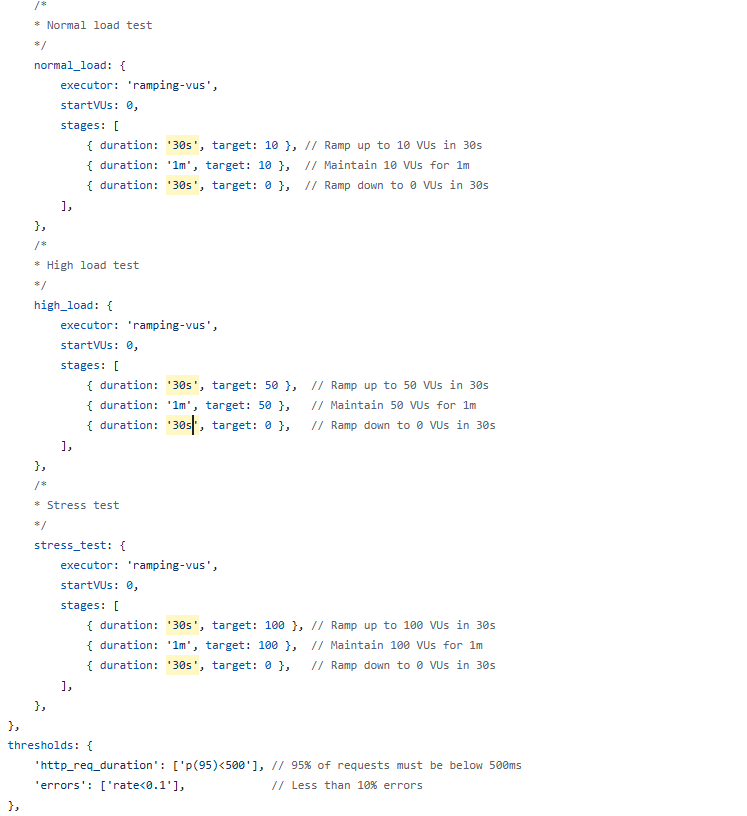 /*
* Normal load test
*/
normal_load: {
executor: 'ramping-vus',
startVUs: 0,
stages: [
{ duration: '30s', target: 10 }, // Ramp up to 10 VUs in 30s
{ duration: '1m', target: 10 },  // Maintain 10 VUs for 1m
{ duration: '30s', target: 0 },  // Ramp down to 0 VUs in 30s
],
},
/*
* High load test
*/
high_load: {
executor: 'ramping-vus',
startVUs: 0,
stages: [
{ duration: '30s', target: 50 },  // Ramp up to 50 VUs in 30s
{ duration: '1m', target: 50 },   // Maintain 50 VUs for 1m
{ duration: '30s', target: 0 },   // Ramp down to 0 VUs in 30s
],
},
/*
* Stress test
*/
stress_test: {
executor: 'ramping-vus',
startVUs: 0,
stages: [
{ duration: '30s', target: 100 }, // Ramp up to 100 VUs in 30s
{ duration: '1m', target: 100 },  // Maintain 100 VUs for 1m
{ duration: '30s', target: 0 },   // Ramp down to 0 VUs in 30s
],
},
},
thresholds: {
'http_req_duration': ['p(95)<500'], // 95% of requests must be below 500ms
'errors': ['rate<0.1'],             // Less than 10% errors
},